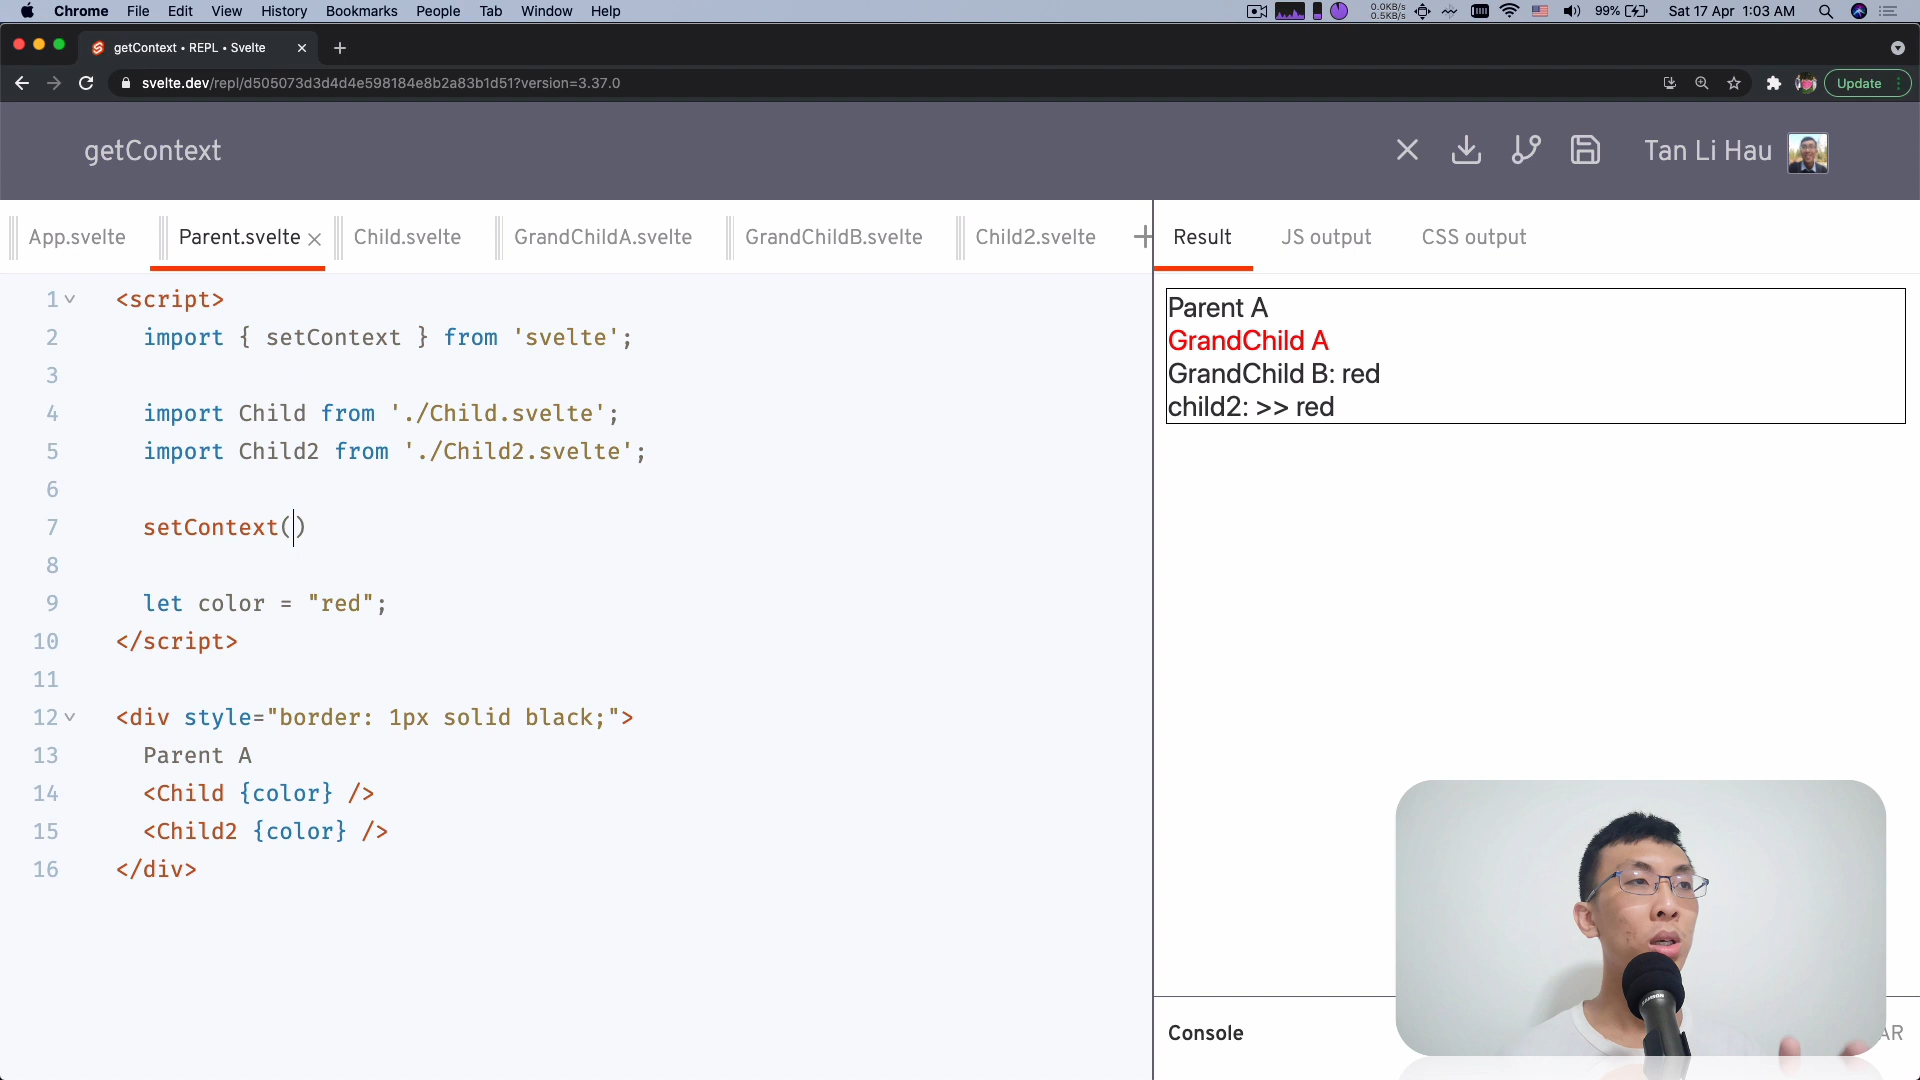 Chrome File Edit View History Bookmarks People Tab Window Help
0.0KB/s
0.5KB/s
99% Sat 17 Apr 1:03 AM
getContext • REPL • Svelte
svelte.dev/repl/d505073d3d4d4e598184e8b2a83b1d51?version=3.37.0
Update
getContext
Tan Li Hau
App.svelte Parent.svelte Child.svelte GrandChildA.svelte GrandChildB.svelte Child2.svelte
Result JS output CSS output
1 <script>
2 import { setContext } from 'svelte';
3
4 import Child from './Child.svelte';
5 import Child2 from './Child2.svelte';
6
7 setContext()
8
9 let color = "red";
10 </script>
11
12 <div style="border: 1px solid black;">
13 Parent A
14 <Child {color} />
15 <Child2 {color} />
16 </div>
Parent A
GrandChild A
GrandChild B: red
child2: >> red
Console
AR